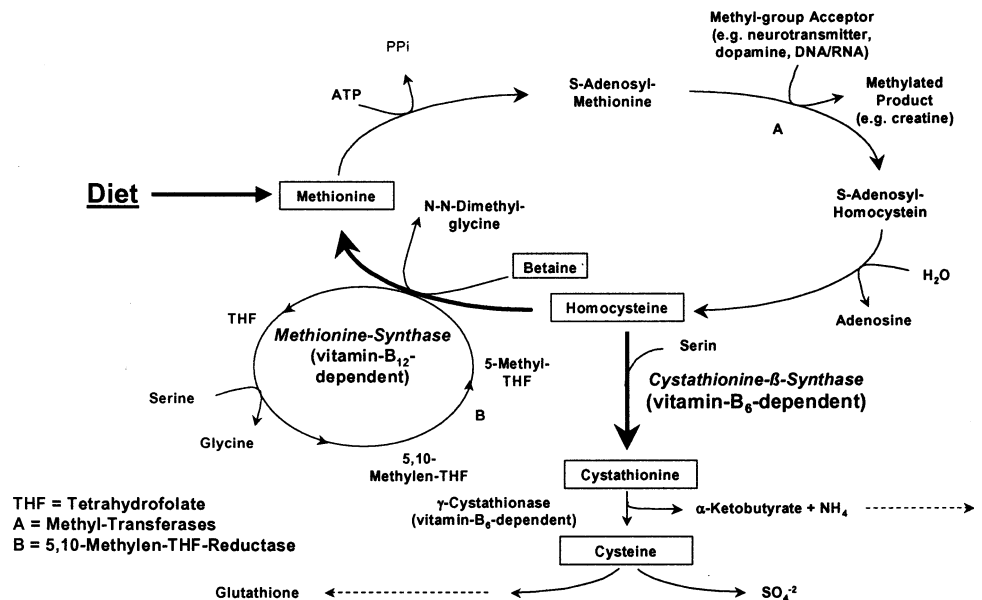 Methyl-group Acceptor
(e.g. neurotransmitter,
dopamine, DNA/RNA)
PPi
ATP
S-Adenosyl-
Methionine
Methylated
Product
(e.g. creatine)
A
Diet
Methionine
N-N-Dimethyl-
glycine
S-Adenosyl-
Homocystein
Betaine
H₂O
Homocysteine
Adenosine
THF
Methionine-Synthase
(vitamin-B₁₂-
dependent)
5-Methyl-
THF
Serin
Cystathionine-ß-Synthase
(vitamin-B₆-dependent)
Serine
B
Glycine
5,10-
Methylen-THF
Cystathionine
THF = Tetrahydrofolate
A = Methyl-Transferases
B = 5,10-Methylen-THF-Reductase
γ-Cystathionase
(vitamin-B₆-dependent)
α-Ketobutyrate + NH₄
Cysteine
Glutathione
SO₄⁻²